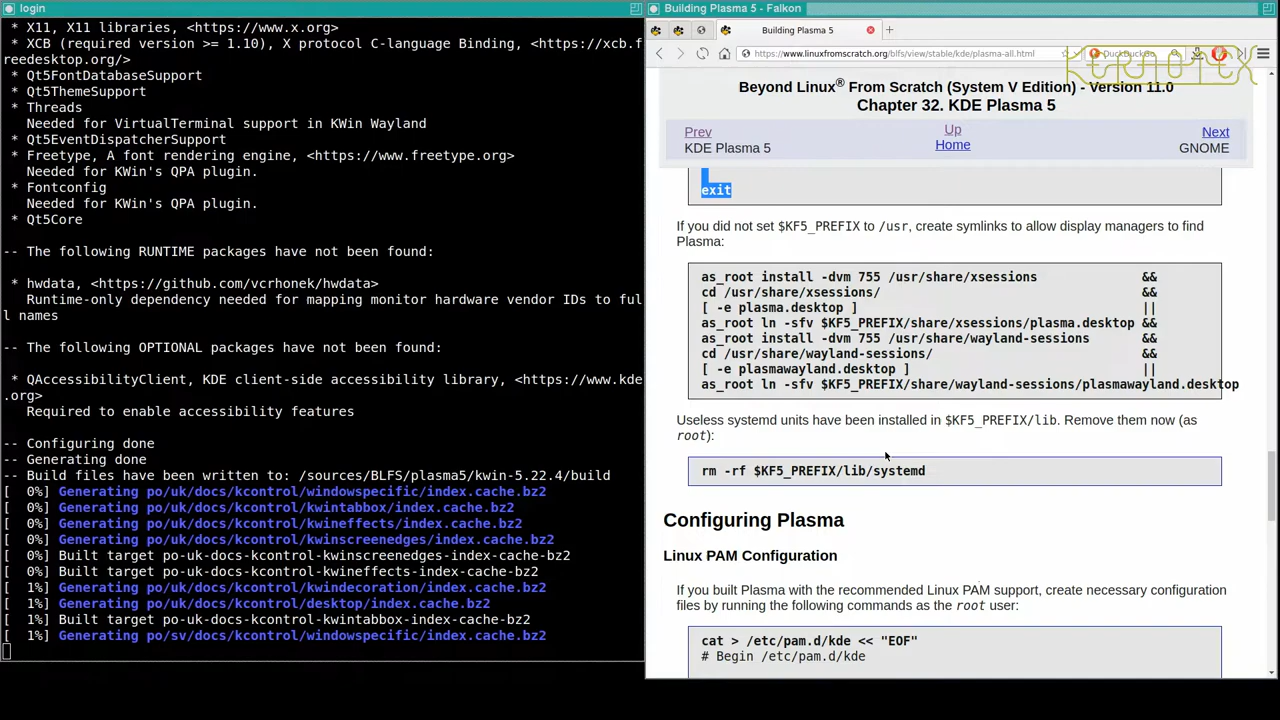 login
* X11, X11 libraries, <https://www.x.org>
* XCB (required version >= 1.10), X protocol C-language Binding, <https://xcb.f
reedesktop.org/>
* Qt5FontDatabaseSupport
* Qt5ThemeSupport
* Threads
Needed for VirtualTerminal support in KWin Wayland
* Qt5EventDispatcherSupport
* Freetype, A font rendering engine, <https://www.freetype.org>
Needed for KWin's QPA plugin.
* Fontconfig
Needed for KWin's QPA plugin.
* Qt5Core
-- The following RUNTIME packages have not been found:
* hwdata, <https://github.com/vcrhonek/hwdata>
Runtime-only dependency needed for mapping monitor hardware vendor IDs to ful
l names
-- The following OPTIONAL packages have not been found:
* QAccessibilityClient, KDE client-side accessibility library, <https://www.kde
.org>
Required to enable accessibility features
-- Configuring done
-- Generating done
-- Build files have been written to: /sources/BLFS/plasma5/kwin-5.22.4/build
[  0%] Generating po/uk/docs/kcontrol/windowspecific/index.cache.bz2
[  0%] Generating po/uk/docs/kcontrol/kwintabbox/index.cache.bz2
[  0%] Generating po/uk/docs/kcontrol/kwineffects/index.cache.bz2
[  0%] Generating po/uk/docs/kcontrol/kwinscreenedges/index.cache.bz2
[  0%] Built target po-uk-docs-kcontrol-kwinscreenedges-index-cache-bz2
[  0%] Built target po-uk-docs-kcontrol-kwineffects-index-cache-bz2
[  1%] Generating po/uk/docs/kcontrol/kwindecoration/index.cache.bz2
[  1%] Generating po/uk/docs/kcontrol/desktop/index.cache.bz2
[  1%] Built target po-uk-docs-kcontrol-kwintabbox-index-cache-bz2
[  1%] Generating po/sv/docs/kcontrol/windowspecific/index.cache.bz2
Building Plasma 5 - Falkon
Building Plasma 5
https://www.linuxfromscratch.org/blfs/view/stable/kde/plasma-all.html
DuckDuckGo
Beyond Linux® From Scratch (System V Edition) - Version 11.0
Chapter 32. KDE Plasma 5
Prev Up Next
KDE Plasma 5 Home GNOME
exit
If you did not set $KF5_PREFIX to /usr, create symlinks to allow display managers to find
Plasma:
as_root install -dvm 755 /usr/share/xsessions &&
cd /usr/share/xsessions/ &&
[ -e plasma.desktop ] ||
as_root ln -sfv $KF5_PREFIX/share/xsessions/plasma.desktop &&
as_root install -dvm 755 /usr/share/wayland-sessions &&
cd /usr/share/wayland-sessions/ &&
[ -e plasmawayland.desktop ] ||
as_root ln -sfv $KF5_PREFIX/share/wayland-sessions/plasmawayland.desktop
Useless systemd units have been installed in $KF5_PREFIX/lib. Remove them now (as
root):
rm -rf $KF5_PREFIX/lib/systemd
Configuring Plasma
Linux PAM Configuration
If you built Plasma with the recommended Linux PAM support, create necessary configuration
files by running the following commands as the root user:
cat > /etc/pam.d/kde << "EOF"
# Begin /etc/pam.d/kde